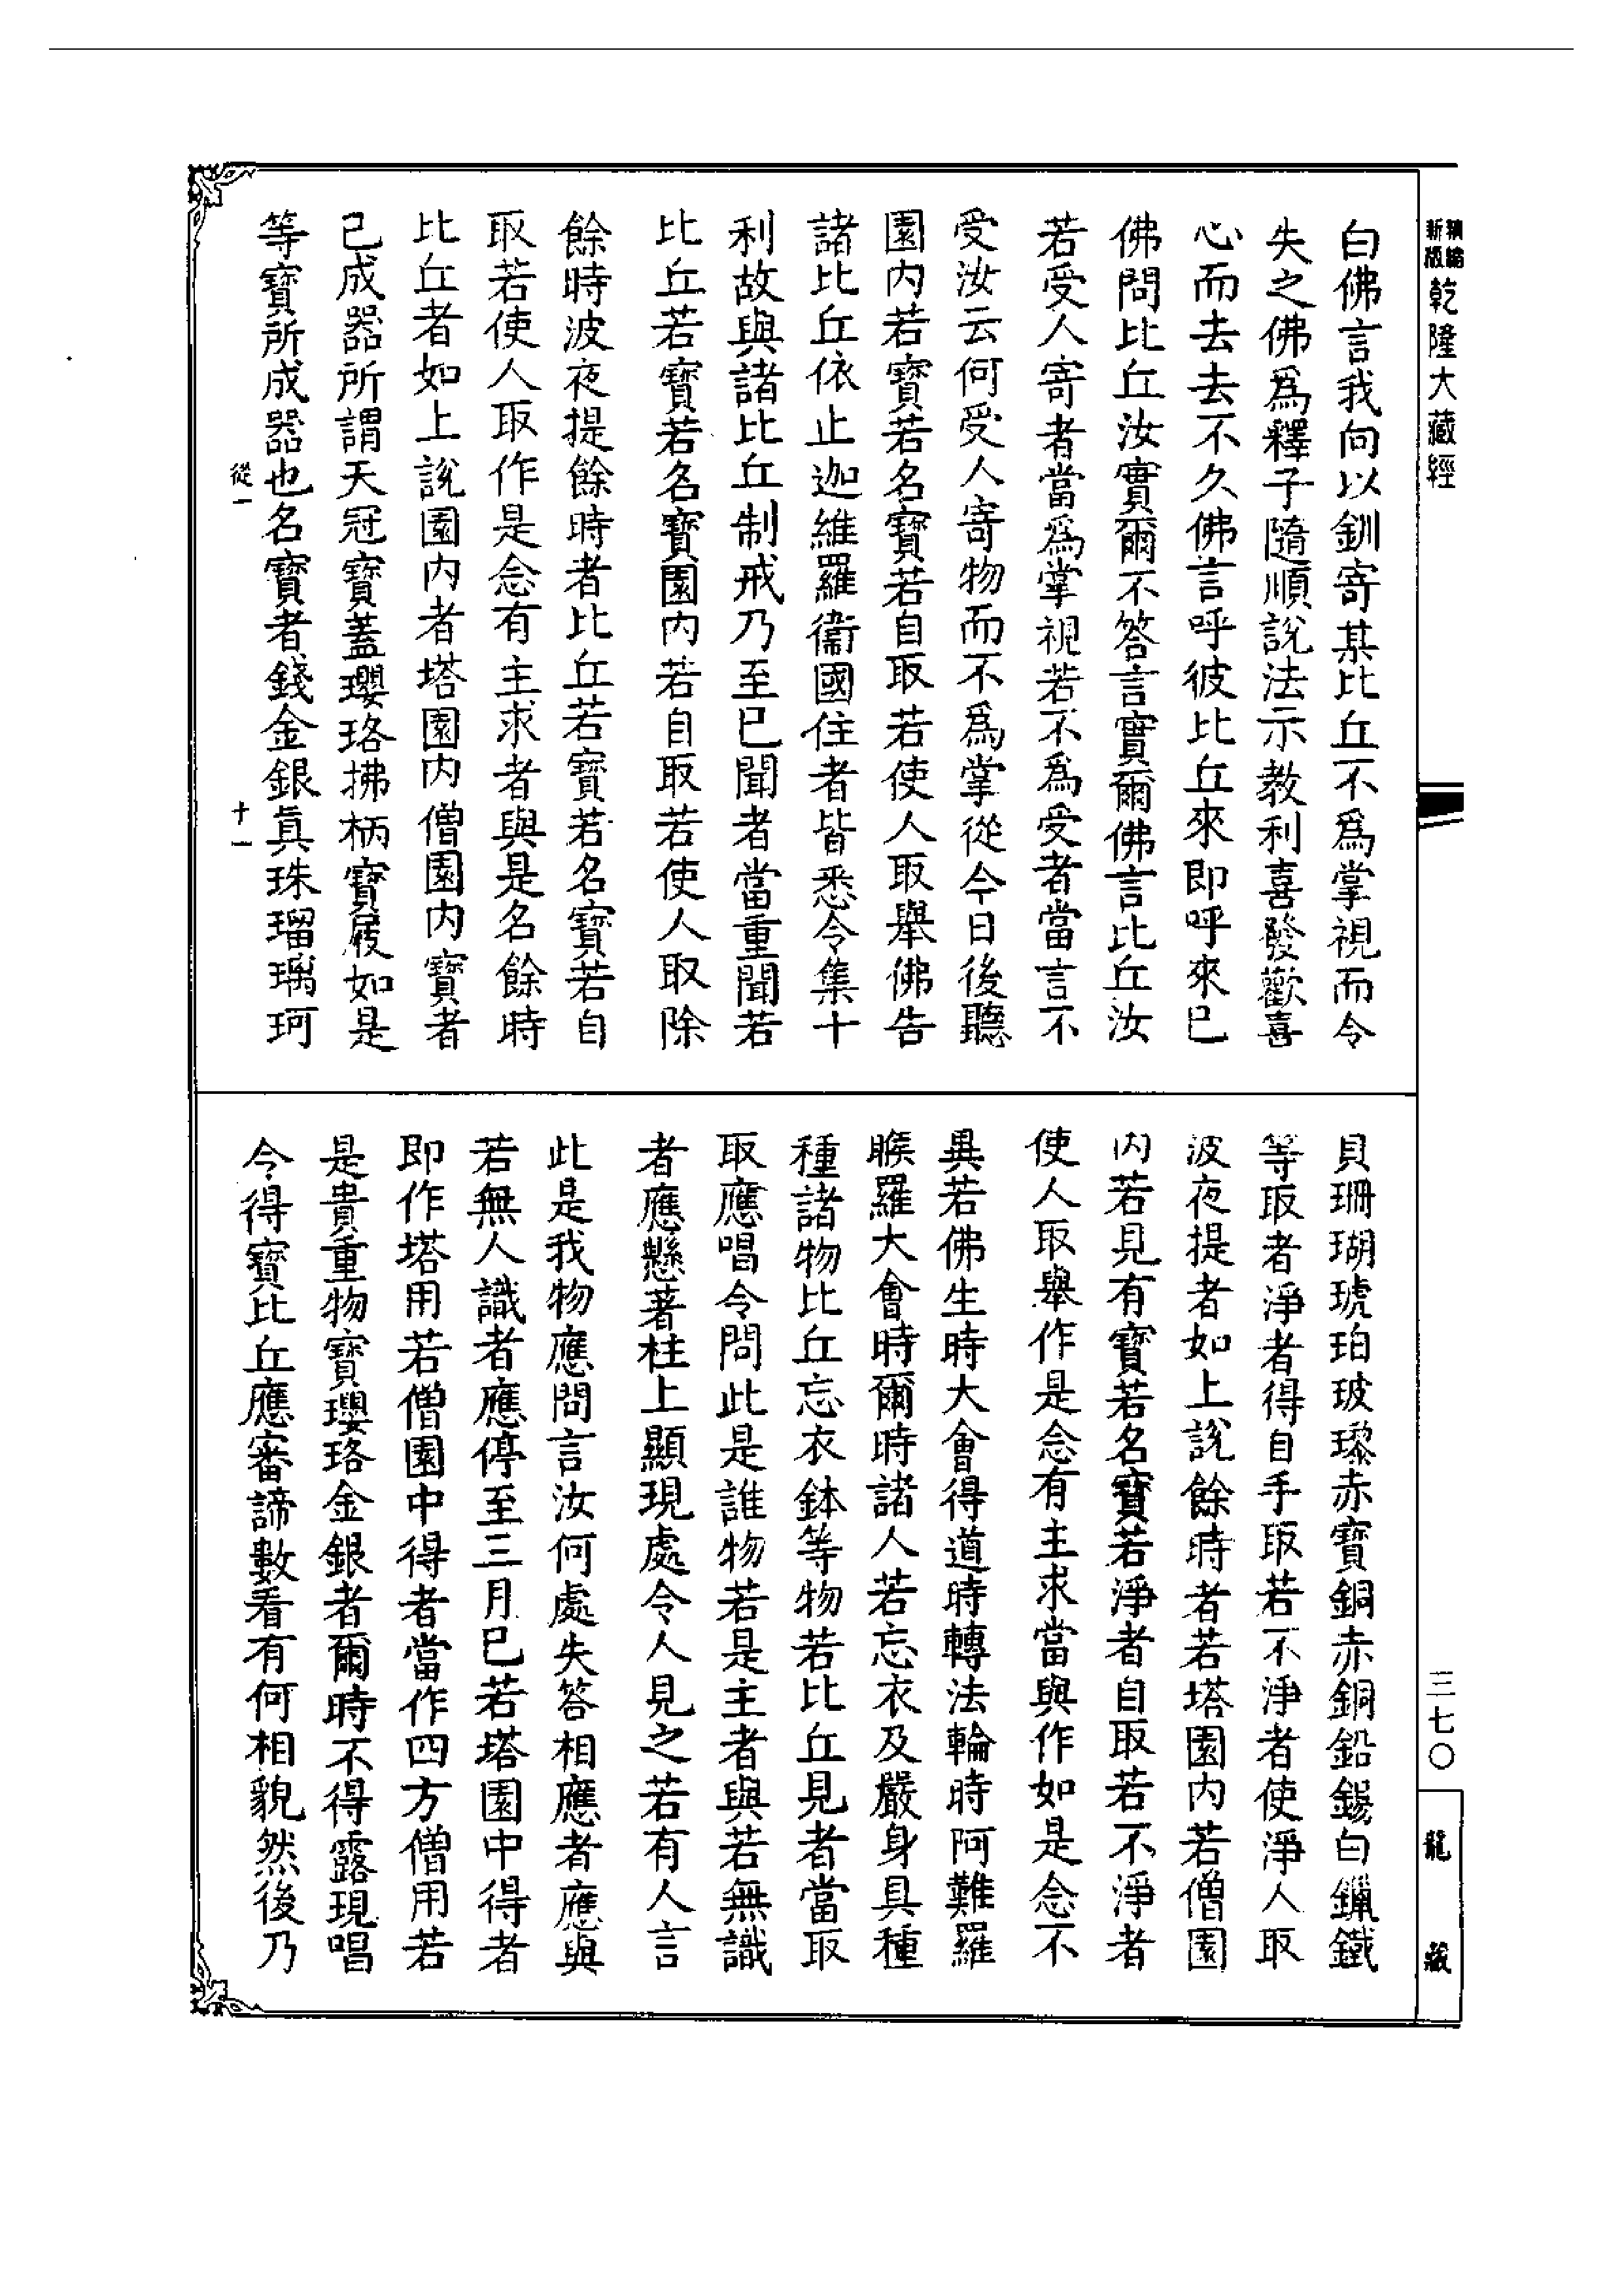 精縮
新版
乾隆大藏經
白佛言我向以釧寄某比丘不爲掌視而令
失之佛爲釋子隨順說法示教利喜發歡喜
心而去去不久佛言呼彼比丘來即呼來已
佛問比丘汝實爾不答言實爾佛言比丘汝
若受人寄者當爲掌視若不爲受者當言不
受汝云何受人寄物而不爲掌從今日後聽
園內若寶若名寶若自取若使人取舉佛告
諸比丘依止迦維羅衞國住者皆悉令集十
利故與諸比丘制戒乃至已聞者當重聞若
比丘若寶若名寶園內若自取若使人取除
餘時波夜提餘時者比丘若寶若名寶若自
取若使人取作是念有主求者與是名餘時
比丘者如上說園內者塔園內僧園內寶者
已成器所謂天冠寶蓋瓔珞拂柄寶屐如是
等寶所成器也名寶者錢金銀眞珠瑠璃珂
從一
十一
貝珊瑚琥珀玻瓈赤寶銅赤銅鉛錫白鑞鐵
等取者淨者得自手取若不淨者使淨人取
波夜提者如上說餘時者若塔園內若僧園
內若見有寶若名寶若淨者自取若不淨者
使人取舉作是念有主求當與作如是念不
異若佛生時大會得道時轉法輪時阿難羅
睺羅大會時爾時諸人若忘衣及嚴身具種
種諸物比丘忘衣鉢等物若比丘見者當取
取應唱令問此是誰物若是主者與若無識
者應懸著柱上顯現處令人見之若有人言
此是我物應問言汝何處失答相應者應與
若無人識者應停至三月已若塔園中得者
即作塔用若僧園中得者當作四方僧用若
是貴重物寶瓔珞金銀者爾時不得露現唱
令得寶比丘應審諦數看有何相貌然後乃
三七〇
龍藏